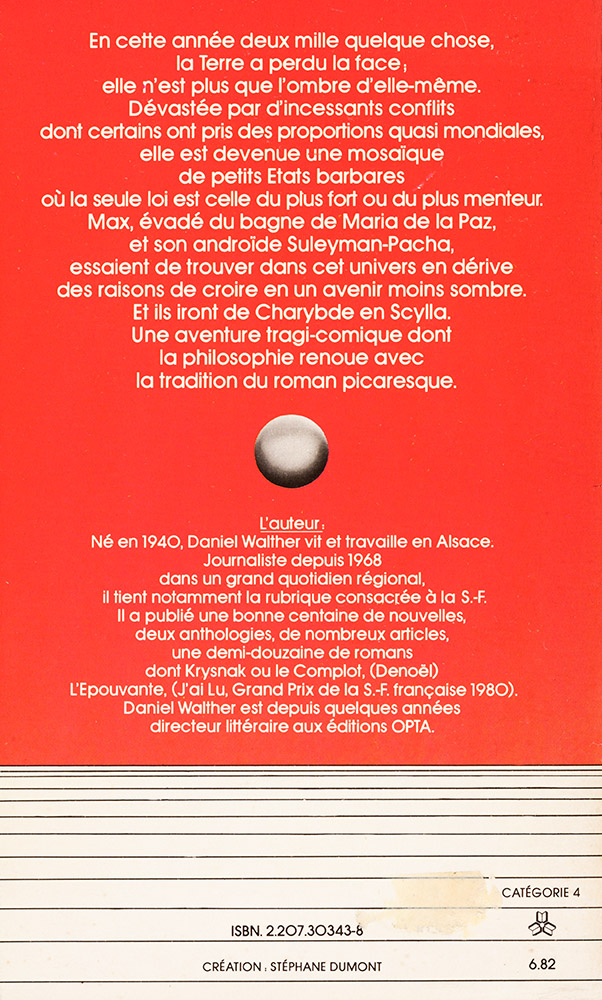 En cette année deux mille quelque chose,
la Terre a perdu la face ;
elle n'est plus que l'ombre d'elle-même.
Dévastée par d'incessants conflits
dont certains ont pris des proportions quasi mondiales,
elle est devenue une mosaïque
de petits Etats barbares
où la seule loi est celle du plus fort ou du plus menteur.
Max, évadé du bagne de Maria de la Paz,
et son androïde Suleyman-Pacha,
essaient de trouver dans cet univers en dérive
des raisons de croire en un avenir moins sombre.
Et ils iront de Charybde en Scylla.
Une aventure tragi-comique dont
la philosophie renoue avec
la tradition du roman picaresque.
L'auteur :
Né en 1940, Daniel Walther vit et travaille en Alsace.
Journaliste depuis 1968
dans un grand quotidien régional,
il tient notamment la rubrique consacrée à la S.-F.
Il a publié une bonne centaine de nouvelles,
deux anthologies, de nombreux articles,
une demi-douzaine de romans
dont Krysnak ou le Complot, (Denoël)
L'Epouvante, (J'ai Lu, Grand Prix de la S.-F. française 1980).
Daniel Walther est depuis quelques années
directeur littéraire aux éditions OPTA.
CATÉGORIE 4
ISBN. 2.207.30343-8
CRÉATION : STÉPHANE DUMONT
6.82